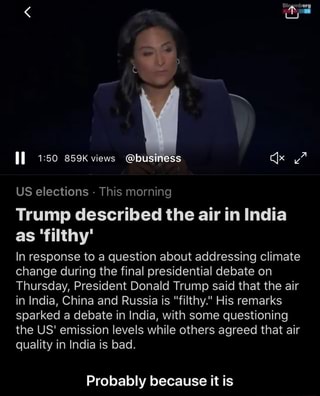 1:50 859K views @business
US elections · This morning
Trump described the air in India
as 'filthy'
In response to a question about addressing climate
change during the final presidential debate on
Thursday, President Donald Trump said that the air
in India, China and Russia is "filthy." His remarks
sparked a debate in India, with some questioning
the US' emission levels while others agreed that air
quality in India is bad.
Probably because it is